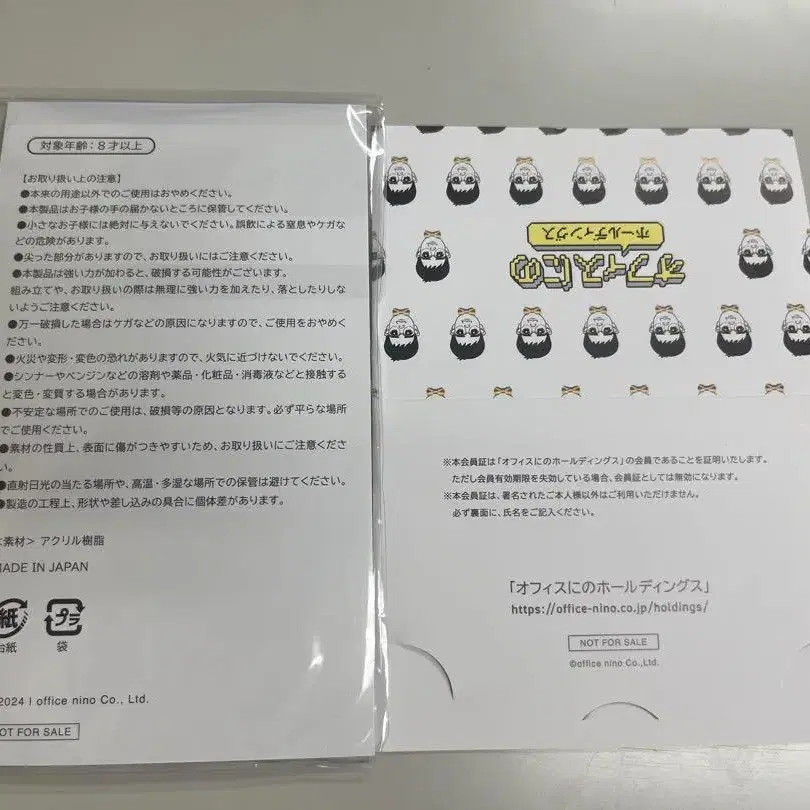 対象年齢：8才以上
【お取り扱い上の注意】
●本来の用途以外でのご使用はおやめください。
●本製品はお子様の手の届かないところに保管してください。
●小さなお子様には絶対に与えないでください。誤飲による窒息やケガな
どの危険があります。
●尖った部分がありますので、お取り扱いにはご注意ください。
●本製品は強い力が加わると、破損する可能性がございます。
組み立てや、お取り扱いの際は無理に強い力を加えたり、落としたりしな
いようご注意ください。
●万一破損した場合はケガなどの原因になりますので、ご使用をおやめく
ださい。
●火災や変形・変色の恐れがありますので、火気に近づけないでください。
●シンナーやベンジンなどの溶剤や薬品・化粧品・消毒液などと接触する
と変色・変質する場合があります。
●不安定な場所でのご使用は、破損等の原因となります。必ず平らな場所
でご使用ください。
●素材の性質上、表面に傷がつきやすいため、お取り扱いにご注意くださ
い。
●直射日光の当たる場所や、高温・多湿な場所での保管は避けてください。
●製造の工程上、形状や差し込みの具合に個体差があります。
<素材> アクリル樹脂
MADE IN JAPAN
紙
台紙
プラ
袋
2024 | office nino Co., Ltd.
NOT FOR SALE
オフィスにの
ホールディングス
※本会員証は「オフィスにのホールディングス」の会員であることを証明いたします。
ただし会員有効期限を失効している場合、会員証としては無効になります。
※本会員証は、署名されたご本人様以外はご利用いただけません。
必ず裏面に、氏名をご記入ください。
「オフィスにのホールディングス」
https://office-nino.co.jp/holdings/
NOT FOR SALE
©office nino Co.,Ltd.